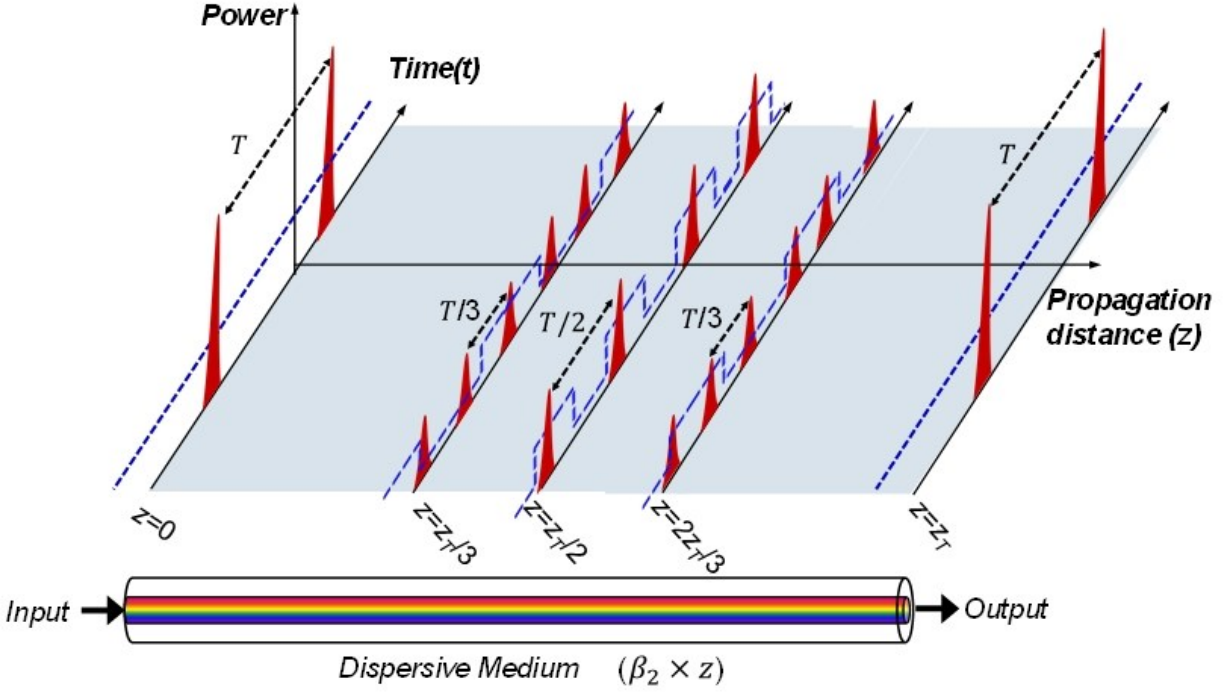 Power
Time(t)
T
T
T/3
T/2
T/3
Propagation
distance (z)
z=0
z=z_T/3
z=z_T/2
z=2z_T/3
z=z_T
Input
Output
Dispersive Medium (β₂ × z)